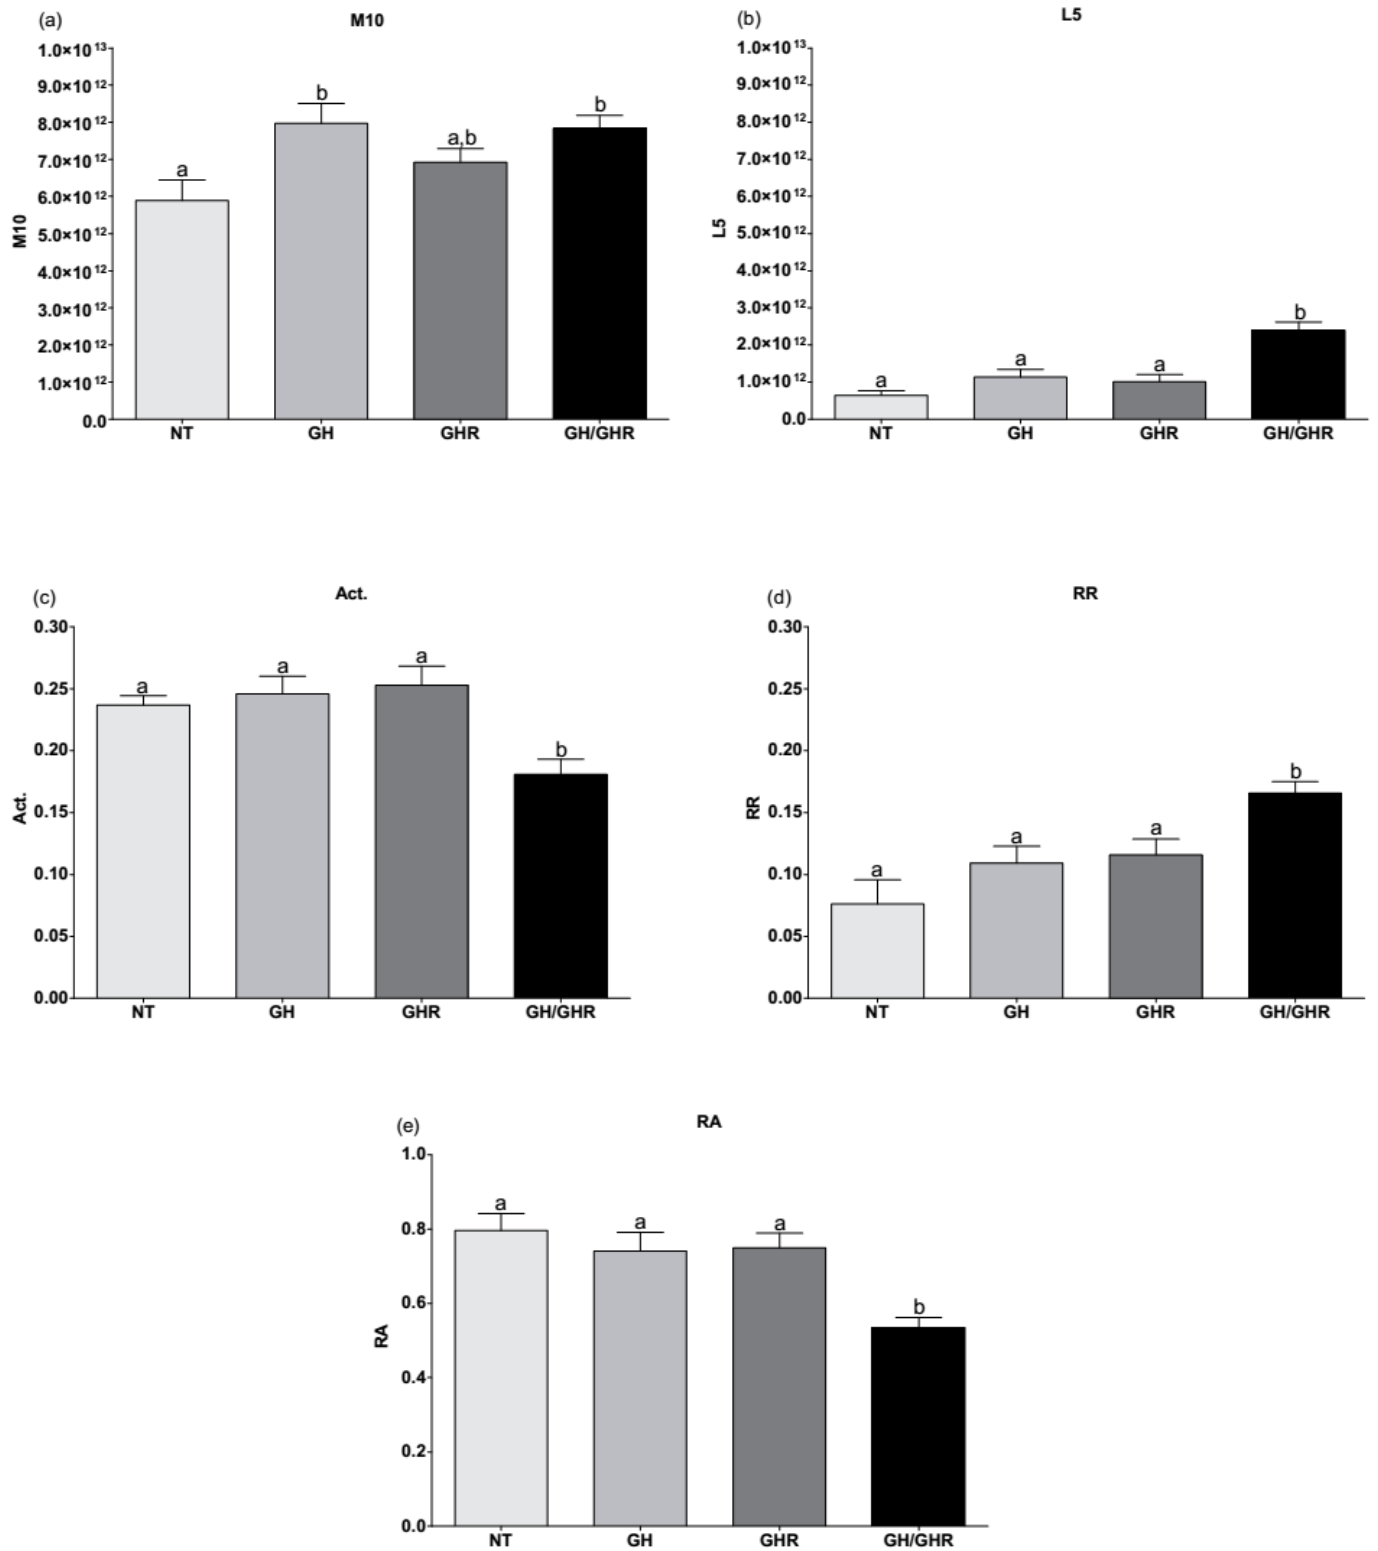 (a)
M10
1.0×10¹³
9.0×10¹²
8.0×10¹²
7.0×10¹²
6.0×10¹²
5.0×10¹²
4.0×10¹²
3.0×10¹²
2.0×10¹²
1.0×10¹²
0.0
M10
a
b
a,b
b
NT GH GHR GH/GHR
(b)
L5
1.0×10¹³
9.0×10¹²
8.0×10¹²
7.0×10¹²
6.0×10¹²
5.0×10¹²
4.0×10¹²
3.0×10¹²
2.0×10¹²
1.0×10¹²
0.0
L5
a
a
a
b
NT GH GHR GH/GHR
(c)
Act.
0.30
0.25
0.20
0.15
0.10
0.05
0.00
Act.
a
a
a
b
NT GH GHR GH/GHR
(d)
RR
0.30
0.25
0.20
0.15
0.10
0.05
0.00
RR
a
a
a
b
NT GH GHR GH/GHR
(e)
RA
1.0
0.8
0.6
0.4
0.2
0.0
RA
a
a
a
b
NT GH GHR GH/GHR